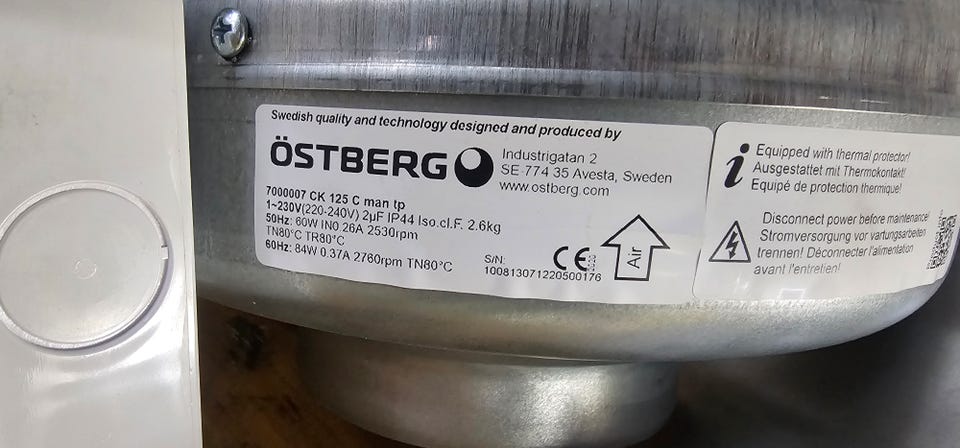 Swedish quality and technology designed and produced by
ÖSTBERG
Industrigatan 2
SE-774 35 Avesta, Sweden
www.ostberg.com
7000007 CK 125 C man tp
1~230V(220-240V) 2µF IP44 Iso.cl.F. 2.6kg
50Hz: 60W IN0 26A 2530rpm
TN80°C TR80°C
60Hz: 84W 0.37A 2760rpm TN80°C
S/N:
100813071220500176
CE
2020
Air
i
Equipped with thermal protector!
Ausgestattet mit Thermokontakt!
Equipé de protection thermique!
Disconnect power before maintenance!
Stromversorgung vor vartungsarbeiten
trennen! Déconnecter l'alimentation
avant l'entretien!